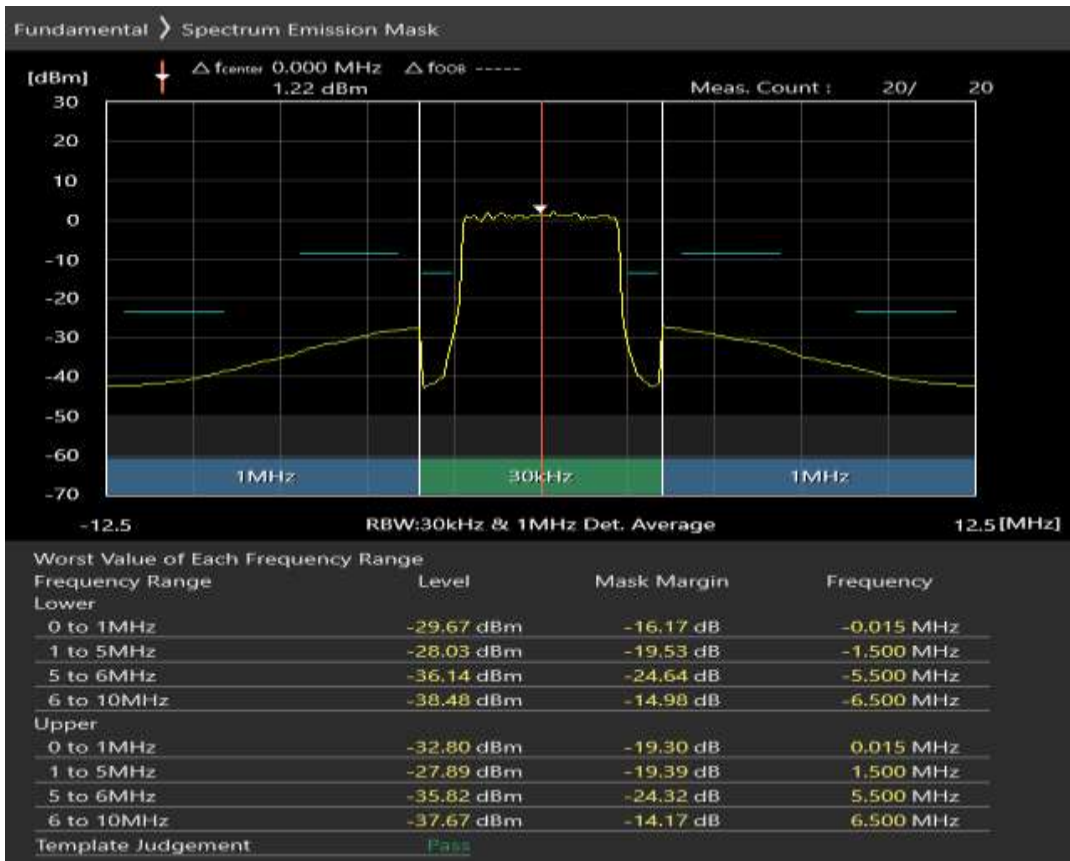 Fundamental ❯ Spectrum Emission Mask
△ fcenter 0.000 MHz △ fOOB -----
[dBm]
1.22 dBm Meas. Count : 20/ 20
30
20
10
0
-10
-20
-30
-40
-50
-60
1MHz 30kHz 1MHz
-70
-12.5 RBW:30kHz & 1MHz Det. Average 12.5 [MHz]
Worst Value of Each Frequency Range
Frequency Range Level Mask Margin Frequency
Lower
0 to 1MHz -29.67 dBm -16.17 dB -0.015 MHz
1 to 5MHz -28.03 dBm -19.53 dB -1.500 MHz
5 to 6MHz -36.14 dBm -24.64 dB -5.500 MHz
6 to 10MHz -38.48 dBm -14.98 dB -6.500 MHz
Upper
0 to 1MHz -32.80 dBm -19.30 dB 0.015 MHz
1 to 5MHz -27.89 dBm -19.39 dB 1.500 MHz
5 to 6MHz -35.82 dBm -24.32 dB 5.500 MHz
6 to 10MHz -37.67 dBm -14.17 dB 6.500 MHz
Template Judgement Pass